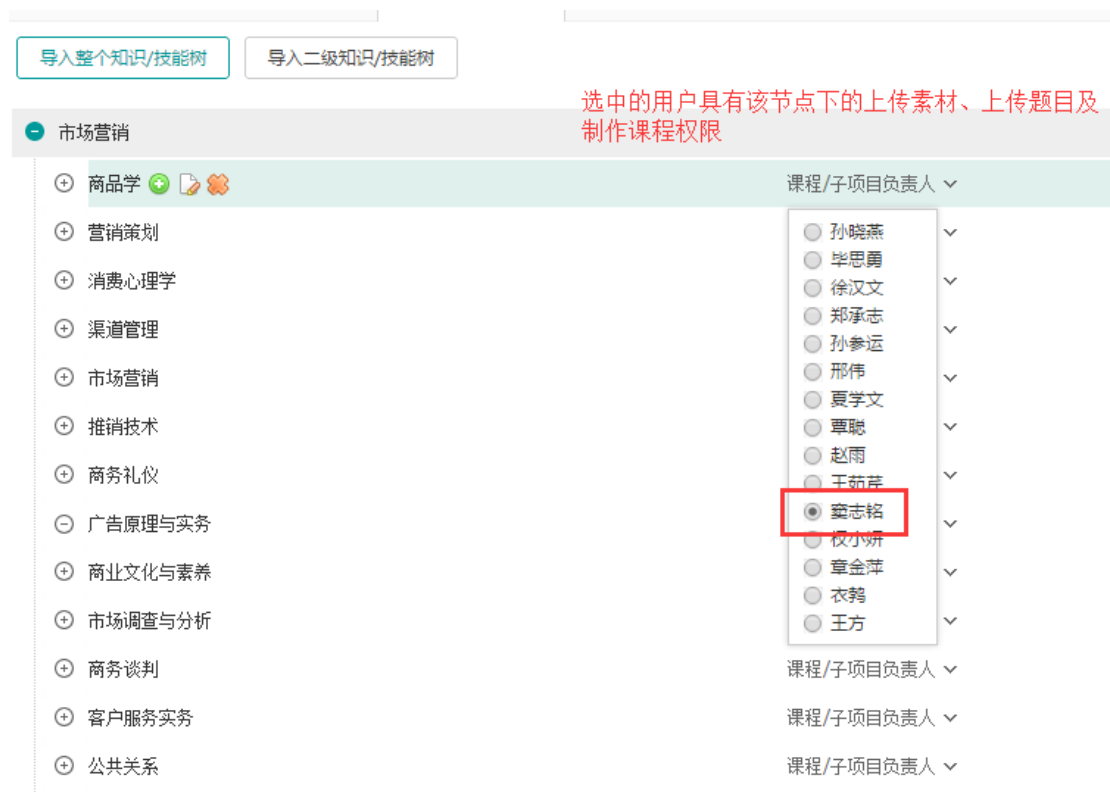 导入整个知识/技能树 导入二级知识/技能树
选中的用户具有该节点下的上传素材、上传题目及
制作课程权限
市场营销
商品学 课程/子项目负责人
营销策划
消费心理学
渠道管理
市场营销
推销技术
商务礼仪
广告原理与实务
商业文化与素养
市场调查与分析
孙晓燕
毕思勇
徐汉文
郑承志
孙参运
邢伟
夏学文
覃聪
赵雨
王茹芹
窦志铭
权小妍
章金萍
衣鹁
王方
商务谈判 课程/子项目负责人
客户服务实务 课程/子项目负责人
公共关系 课程/子项目负责人